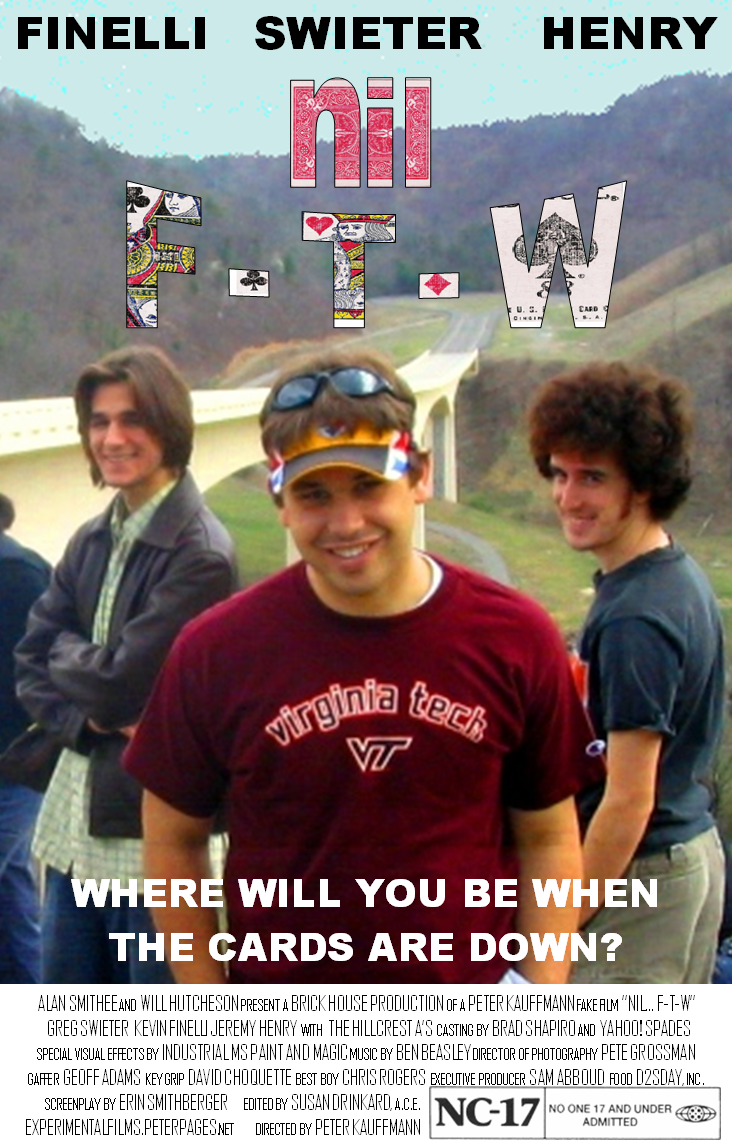 FINELLI SWIETER HENRY
nil
F - T - W
U. S. CARD
CINCIN U. S. A.
virginia tech
VT
WHERE WILL YOU BE WHEN
THE CARDS ARE DOWN?
ALAN SMITHEE AND WILL HUTCHESON PRESENT A BRICK HOUSE PRODUCTION OF A PETER KAUFFMANN FAKE FILM "NIL.. F-T-W"
GREG SWIETER KEVIN FINELLI JEREMY HENRY WITH THE HILLCREST A'S CASTING BY BRAD SHAPIRO AND YAHOO! SPADES
SPECIAL VISUAL EFFECTS BY INDUSTRIAL MS PAINT AND MAGIC MUSIC BY BEN BEASLEY DIRECTOR OF PHOTOGRAPHY PETE GROSSMAN
GAFFER GEOFF ADAMS KEY GRIP DAVID CHOQUETTE BEST BOY CHRIS ROGERS EXECUTIVE PRODUCER SAM ABBOUD FOOD D2SDAY, INC.
SCREENPLAY BY ERIN SMITHBERGER EDITED BY SUSAN DRINKARD, A.C.E.
EXPERIMENTALFILMS.PETERPAGES.NET DIRECTED BY PETER KAUFFMANN
NC-17 NO ONE 17 AND UNDER
ADMITTED